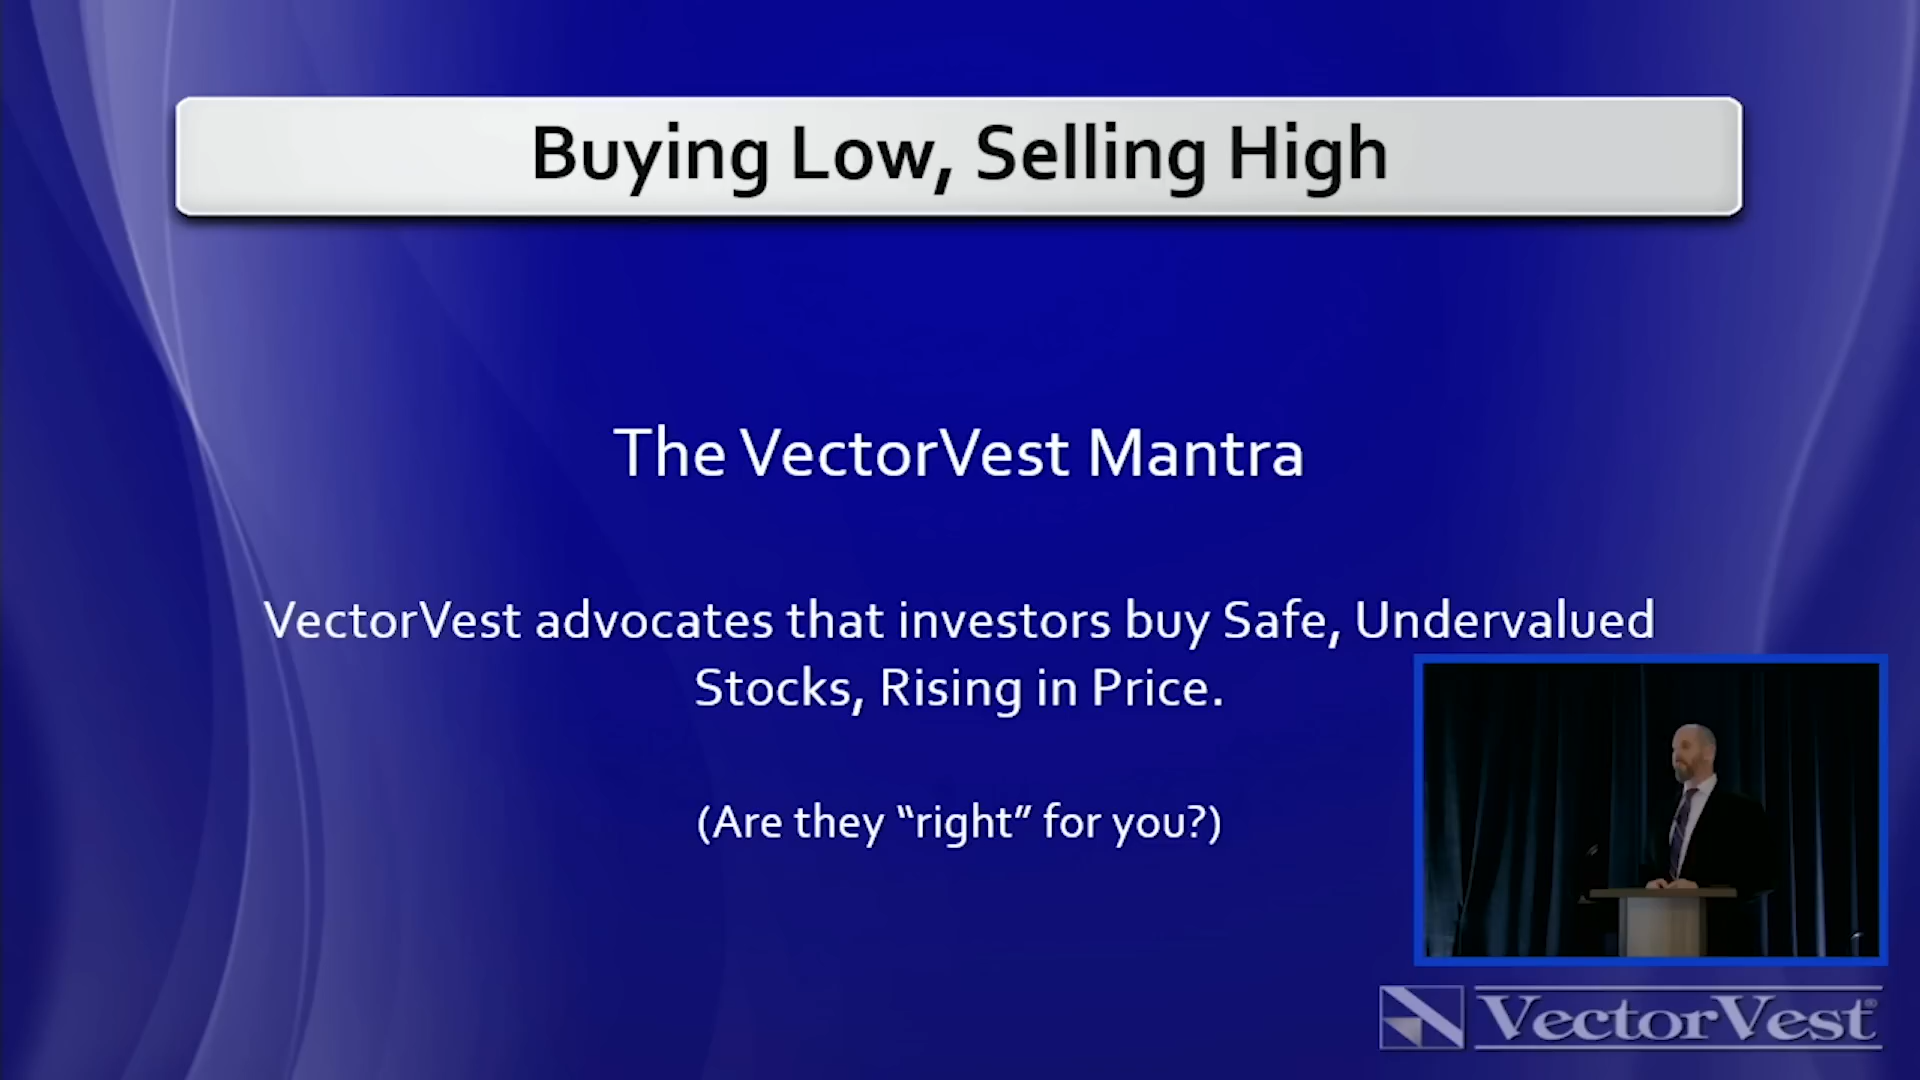 Buying Low, Selling High
The VectorVest Mantra
VectorVest advocates that investors buy Safe, Undervalued
Stocks, Rising in Price.
(Are they “right” for you?)
VectorVest®